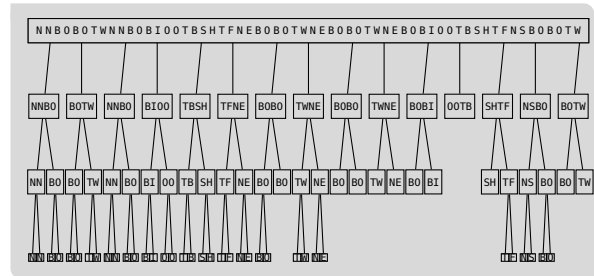 N N B O B O T W N N B O B I O O T B S H T F N E B O B O T W N E B O B O T W N E B O B I O O T B S H T F N S B O B O T W
NNBO BOTW NNBO BIOO TBSH TFNE BOBO TWNE BOBO TWNE BOBI OOTB SHTF NSBO BOTW
NN BO BO TW NN BO BI OO TB SH TF NE BO BO TW NE BO BO TW NE BO BI SH TF NS BO BO TW
N N B O B O T W N N B O B I O O T B S H T F N E B O T W N E T F N S B O